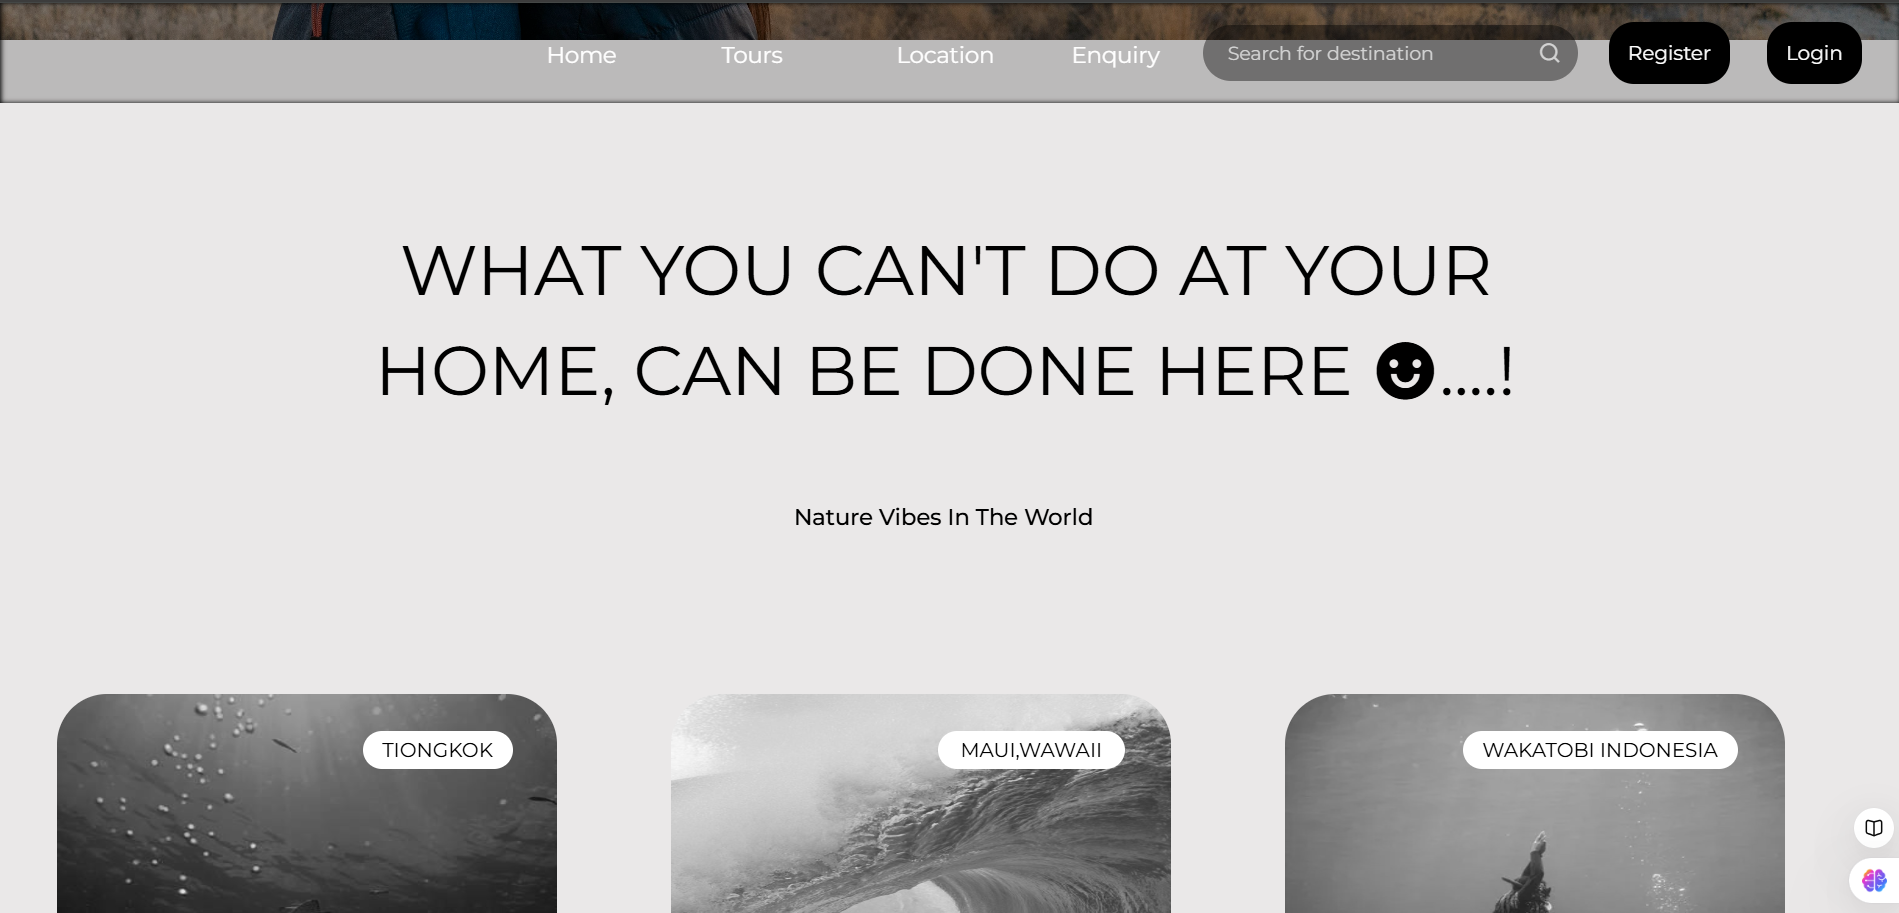 Home Tours Location Enquiry Search for destination Register Login
WHAT YOU CAN'T DO AT YOUR
HOME, CAN BE DONE HERE ☻....!
Nature Vibes In The World
TIONGKOK
MAUI,WAWAII
WAKATOBI INDONESIA